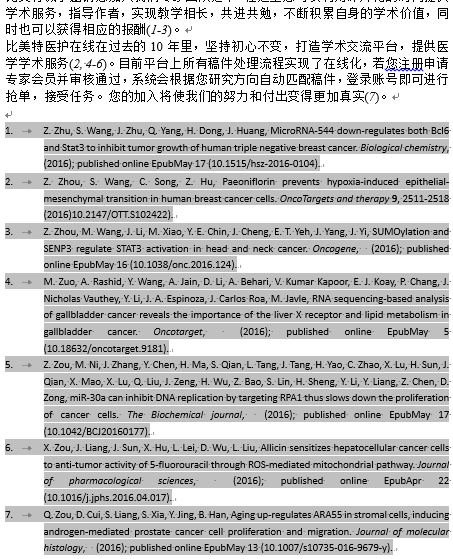 学术服务，指导作者，实现教学相长，共进共勉，不断积累自身的学术价值，同
时也可以获得相应的报酬(1-3)。
比美特医护在线在过去的 10 年里，坚持初心不变，打造学术交流平台，提供医
学学术服务(2, 4-6)。目前平台上所有稿件处理流程实现了在线化，若您注册申请
专家会员并审核通过，系统会根据您研究方向自动匹配稿件，登录账号即可进行
抢单，接受任务。您的加入将使我们的努力和付出变得更加真实(7)。
1. Z. Zhu, S. Wang, J. Zhu, Q. Yang, H. Dong, J. Huang, MicroRNA-544 down-regulates both Bcl6
and Stat3 to inhibit tumor growth of human triple negative breast cancer. Biological chemistry,
(2016); published online EpubMay 17 (10.1515/hsz-2016-0104).
2. Z. Zhou, S. Wang, C. Song, Z. Hu, Paeoniflorin prevents hypoxia-induced epithelial-
mesenchymal transition in human breast cancer cells. OncoTargets and therapy 9, 2511-2518
(2016)10.2147/OTT.S102422).
3. Z. Zhou, M. Wang, J. Li, M. Xiao, Y. E. Chin, J. Cheng, E. T. Yeh, J. Yang, J. Yi, SUMOylation and
SENP3 regulate STAT3 activation in head and neck cancer. Oncogene, (2016); published
online EpubMay 16 (10.1038/onc.2016.124).
4. M. Zuo, A. Rashid, Y. Wang, A. Jain, D. Li, A. Behari, V. Kumar Kapoor, E. J. Koay, P. Chang, J.
Nicholas Vauthey, Y. Li, J. A. Espinoza, J. Carlos Roa, M. Javle, RNA sequencing-based analysis
of gallbladder cancer reveals the importance of the liver X receptor and lipid metabolism in
gallbladder cancer. Oncotarget, (2016); published online EpubMay 5
(10.18632/oncotarget.9181).
5. Z. Zou, M. Ni, J. Zhang, Y. Chen, H. Ma, S. Qian, L. Tang, J. Tang, H. Yao, C. Zhao, X. Lu, H. Sun, J.
Qian, X. Mao, X. Lu, Q. Liu, J. Zeng, H. Wu, Z. Bao, S. Lin, H. Sheng, Y. Li, Y. Liang, Z. Chen, D.
Zong, miR-30a can inhibit DNA replication by targeting RPA1 thus slows down the proliferation
of cancer cells. The Biochemical journal, (2016); published online EpubMay 17
(10.1042/BCJ20160177).
6. X. Zou, J. Liang, J. Sun, X. Hu, L. Lei, D. Wu, L. Liu, Allicin sensitizes hepatocellular cancer cells
to anti-tumor activity of 5-fluorouracil through ROS-mediated mitochondrial pathway. Journal
of pharmacological sciences, (2016); published online EpubApr 22
(10.1016/j.jphs.2016.04.017).
7. Q. Zou, D. Cui, S. Liang, S. Xia, Y. Jing, B. Han, Aging up-regulates ARA55 in stromal cells, inducing
androgen-mediated prostate cancer cell proliferation and migration. Journal of molecular
histology, (2016); published online EpubMay 13 (10.1007/s10735-016-9679-y).